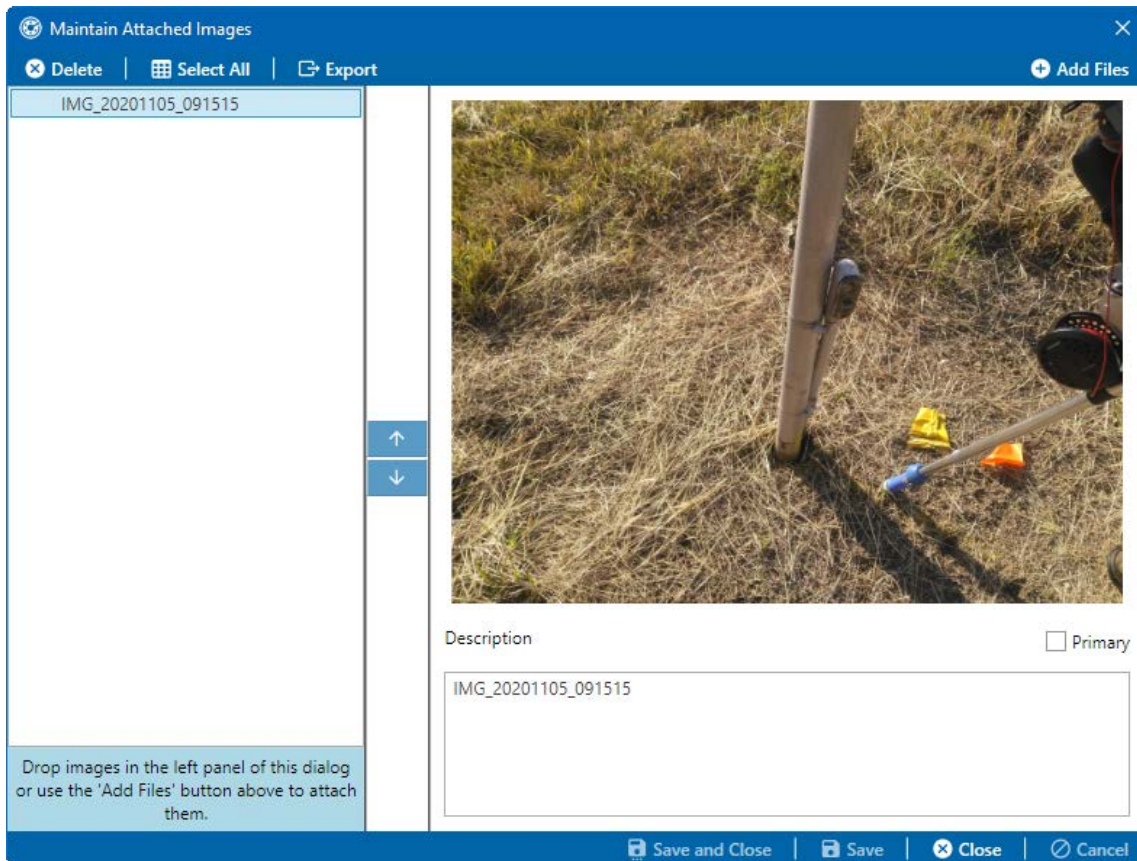 Maintain Attached Images
Delete
Select All
Export
Add Files
IMG_20201105_091515
Description
Primary
IMG_20201105_091515
Drop images in the left panel of this dialog
or use the 'Add Files' button above to attach
them.
Save and Close
Save
Close
Cancel